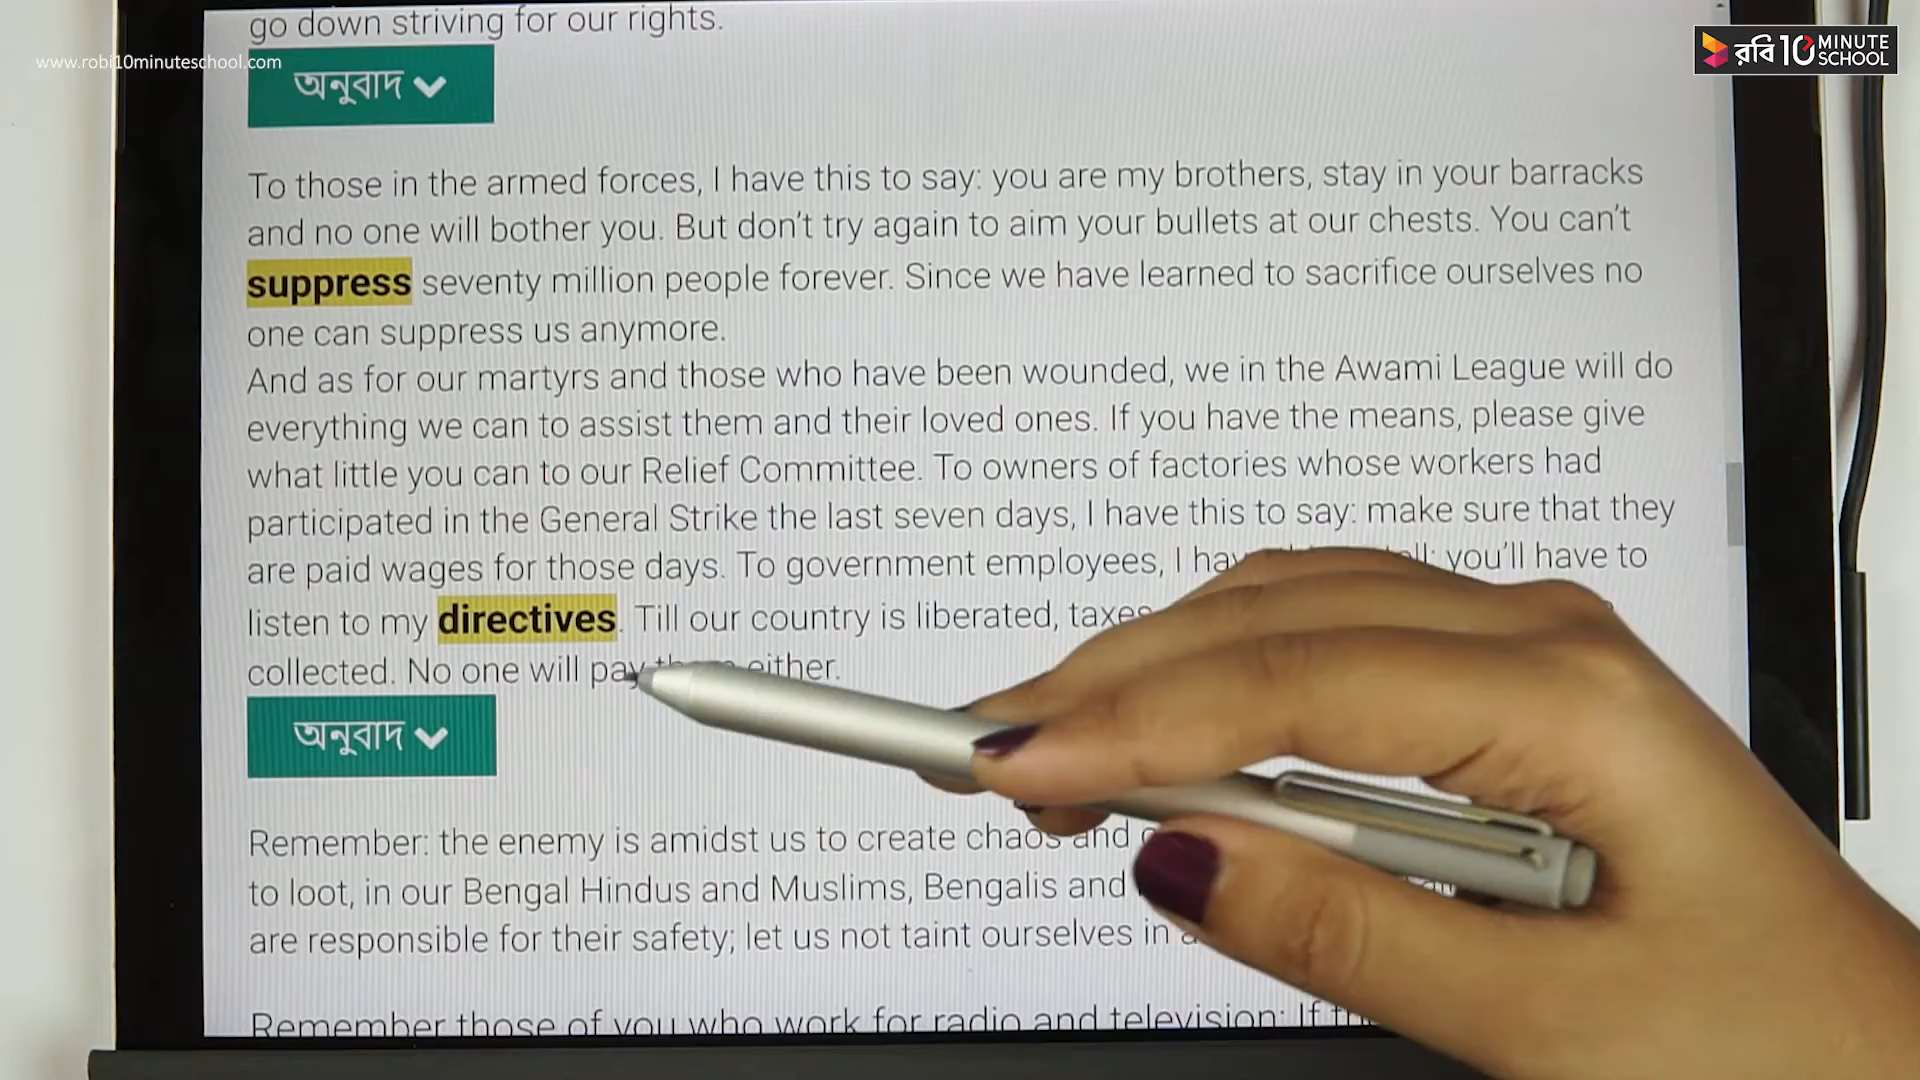 go down striving for our rights.
www.robi10minuteschool.com
রবি 10 MINUTE SCHOOL
অনুবাদ
To those in the armed forces, I have this to say: you are my brothers, stay in your barracks
and no one will bother you. But don't try again to aim your bullets at our chests. You can't
suppress seventy million people forever. Since we have learned to sacrifice ourselves no
one can suppress us anymore.
And as for our martyrs and those who have been wounded, we in the Awami League will do
everything we can to assist them and their loved ones. If you have the means, please give
what little you can to our Relief Committee. To owners of factories whose workers had
participated in the General Strike the last seven days, I have this to say: make sure that they
are paid wages for those days. To government employees, I you'll have to
listen to my directives. Till our country is liberated, taxes
collected. No one will pay either.
অনুবাদ
Remember: the enemy is amidst us to create chaos and
to loot, in our Bengal Hindus and Muslims, Bengalis and
are responsible for their safety; let us not taint ourselves in
Remember those of you who work for radio and television: If